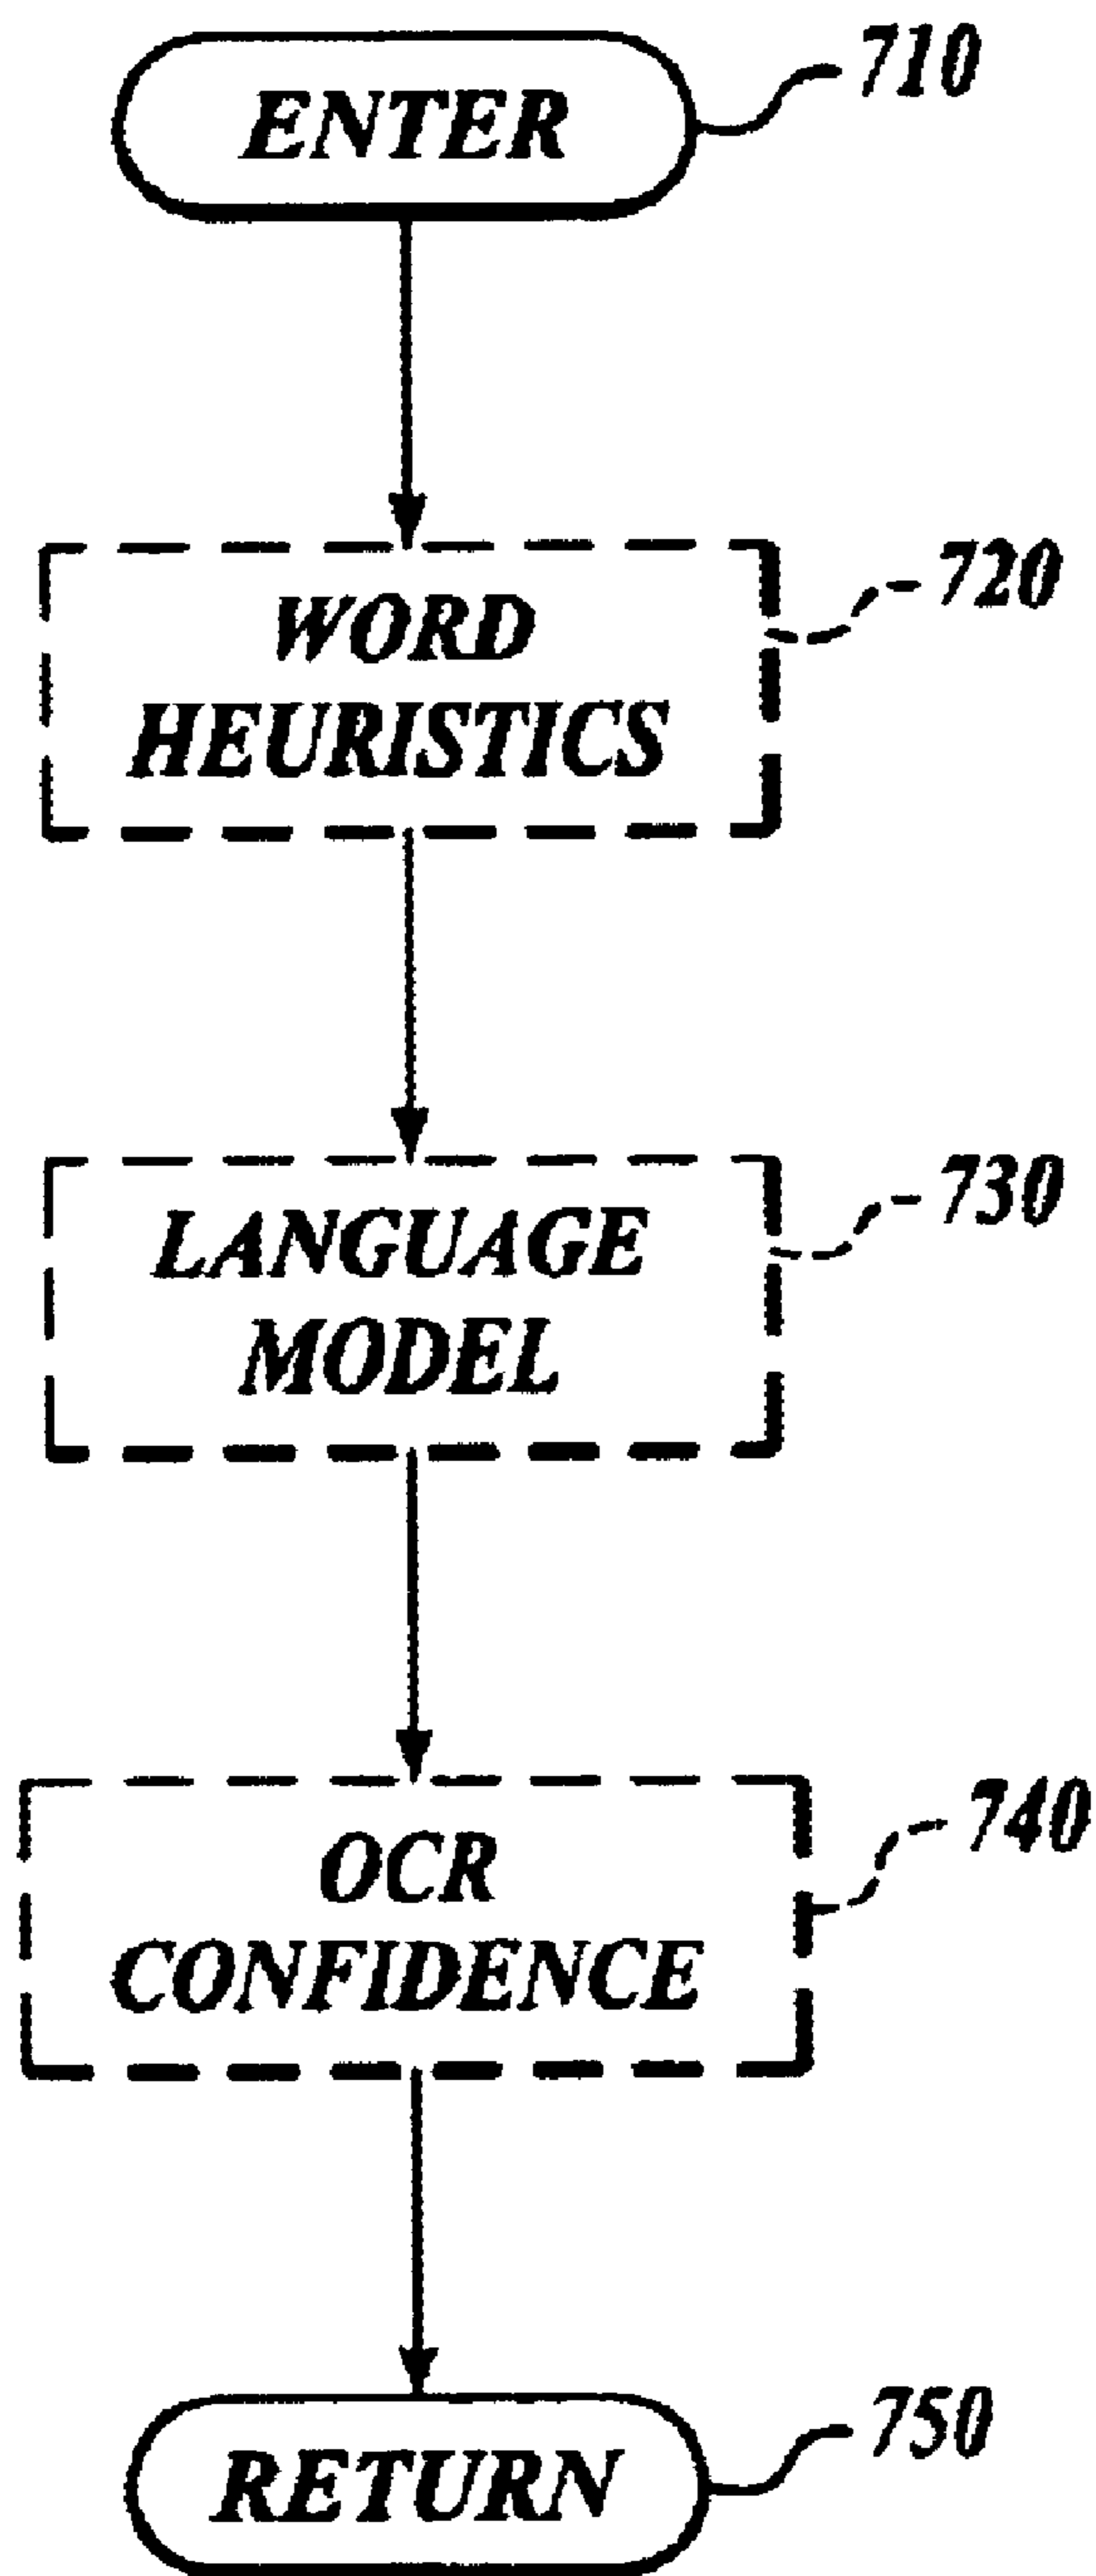 ENTER
710
WORD
HEURISTICS
720
LANGUAGE
MODEL
730
OCR
CONFIDENCE
740
RETURN
750